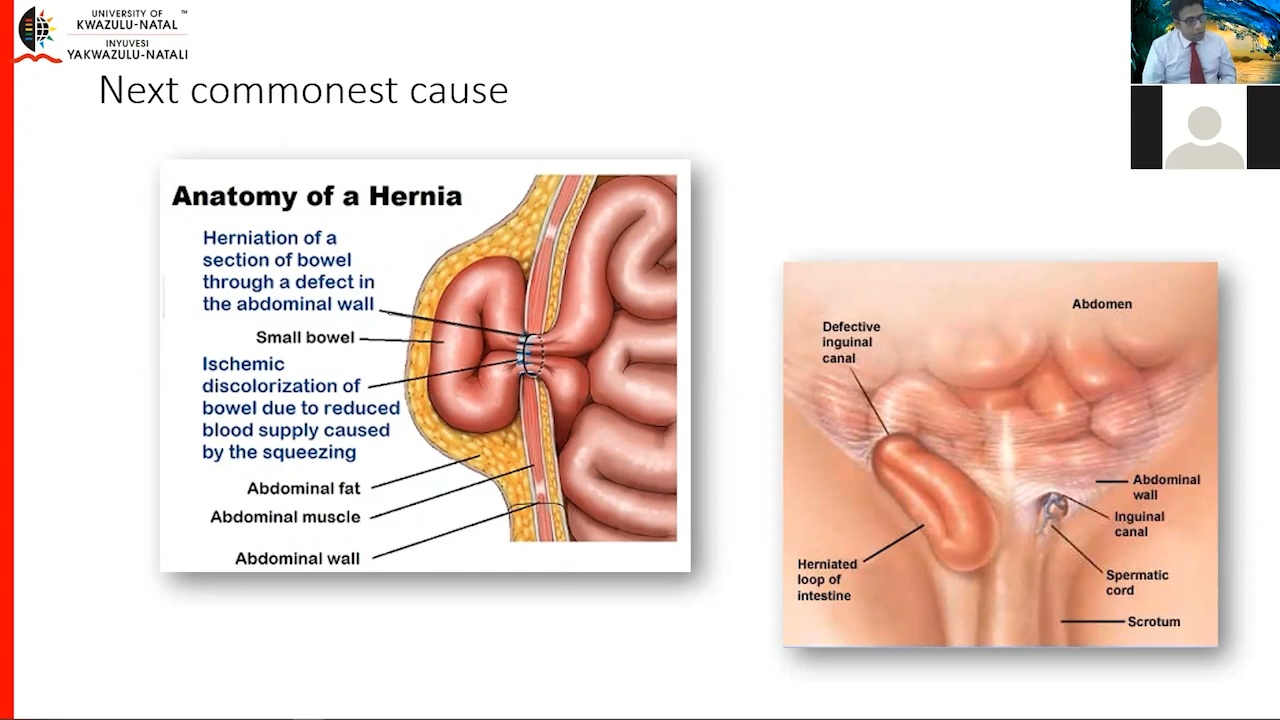 UNIVERSITY OF ™
KWAZULU-NATAL
INYUVESI
YAKWAZULU-NATALI
Next commonest cause
Anatomy of a Hernia
Herniation of a
section of bowel
through a defect in
the abdominal wall
Small bowel
Ischemic
discolorization of
bowel due to reduced
blood supply caused
by the squeezing
Abdominal fat
Abdominal muscle
Abdominal wall
Abdomen
Defective
inguinal
canal
Abdominal
wall
Inguinal
canal
Herniated
loop of
intestine
Spermatic
cord
Scrotum